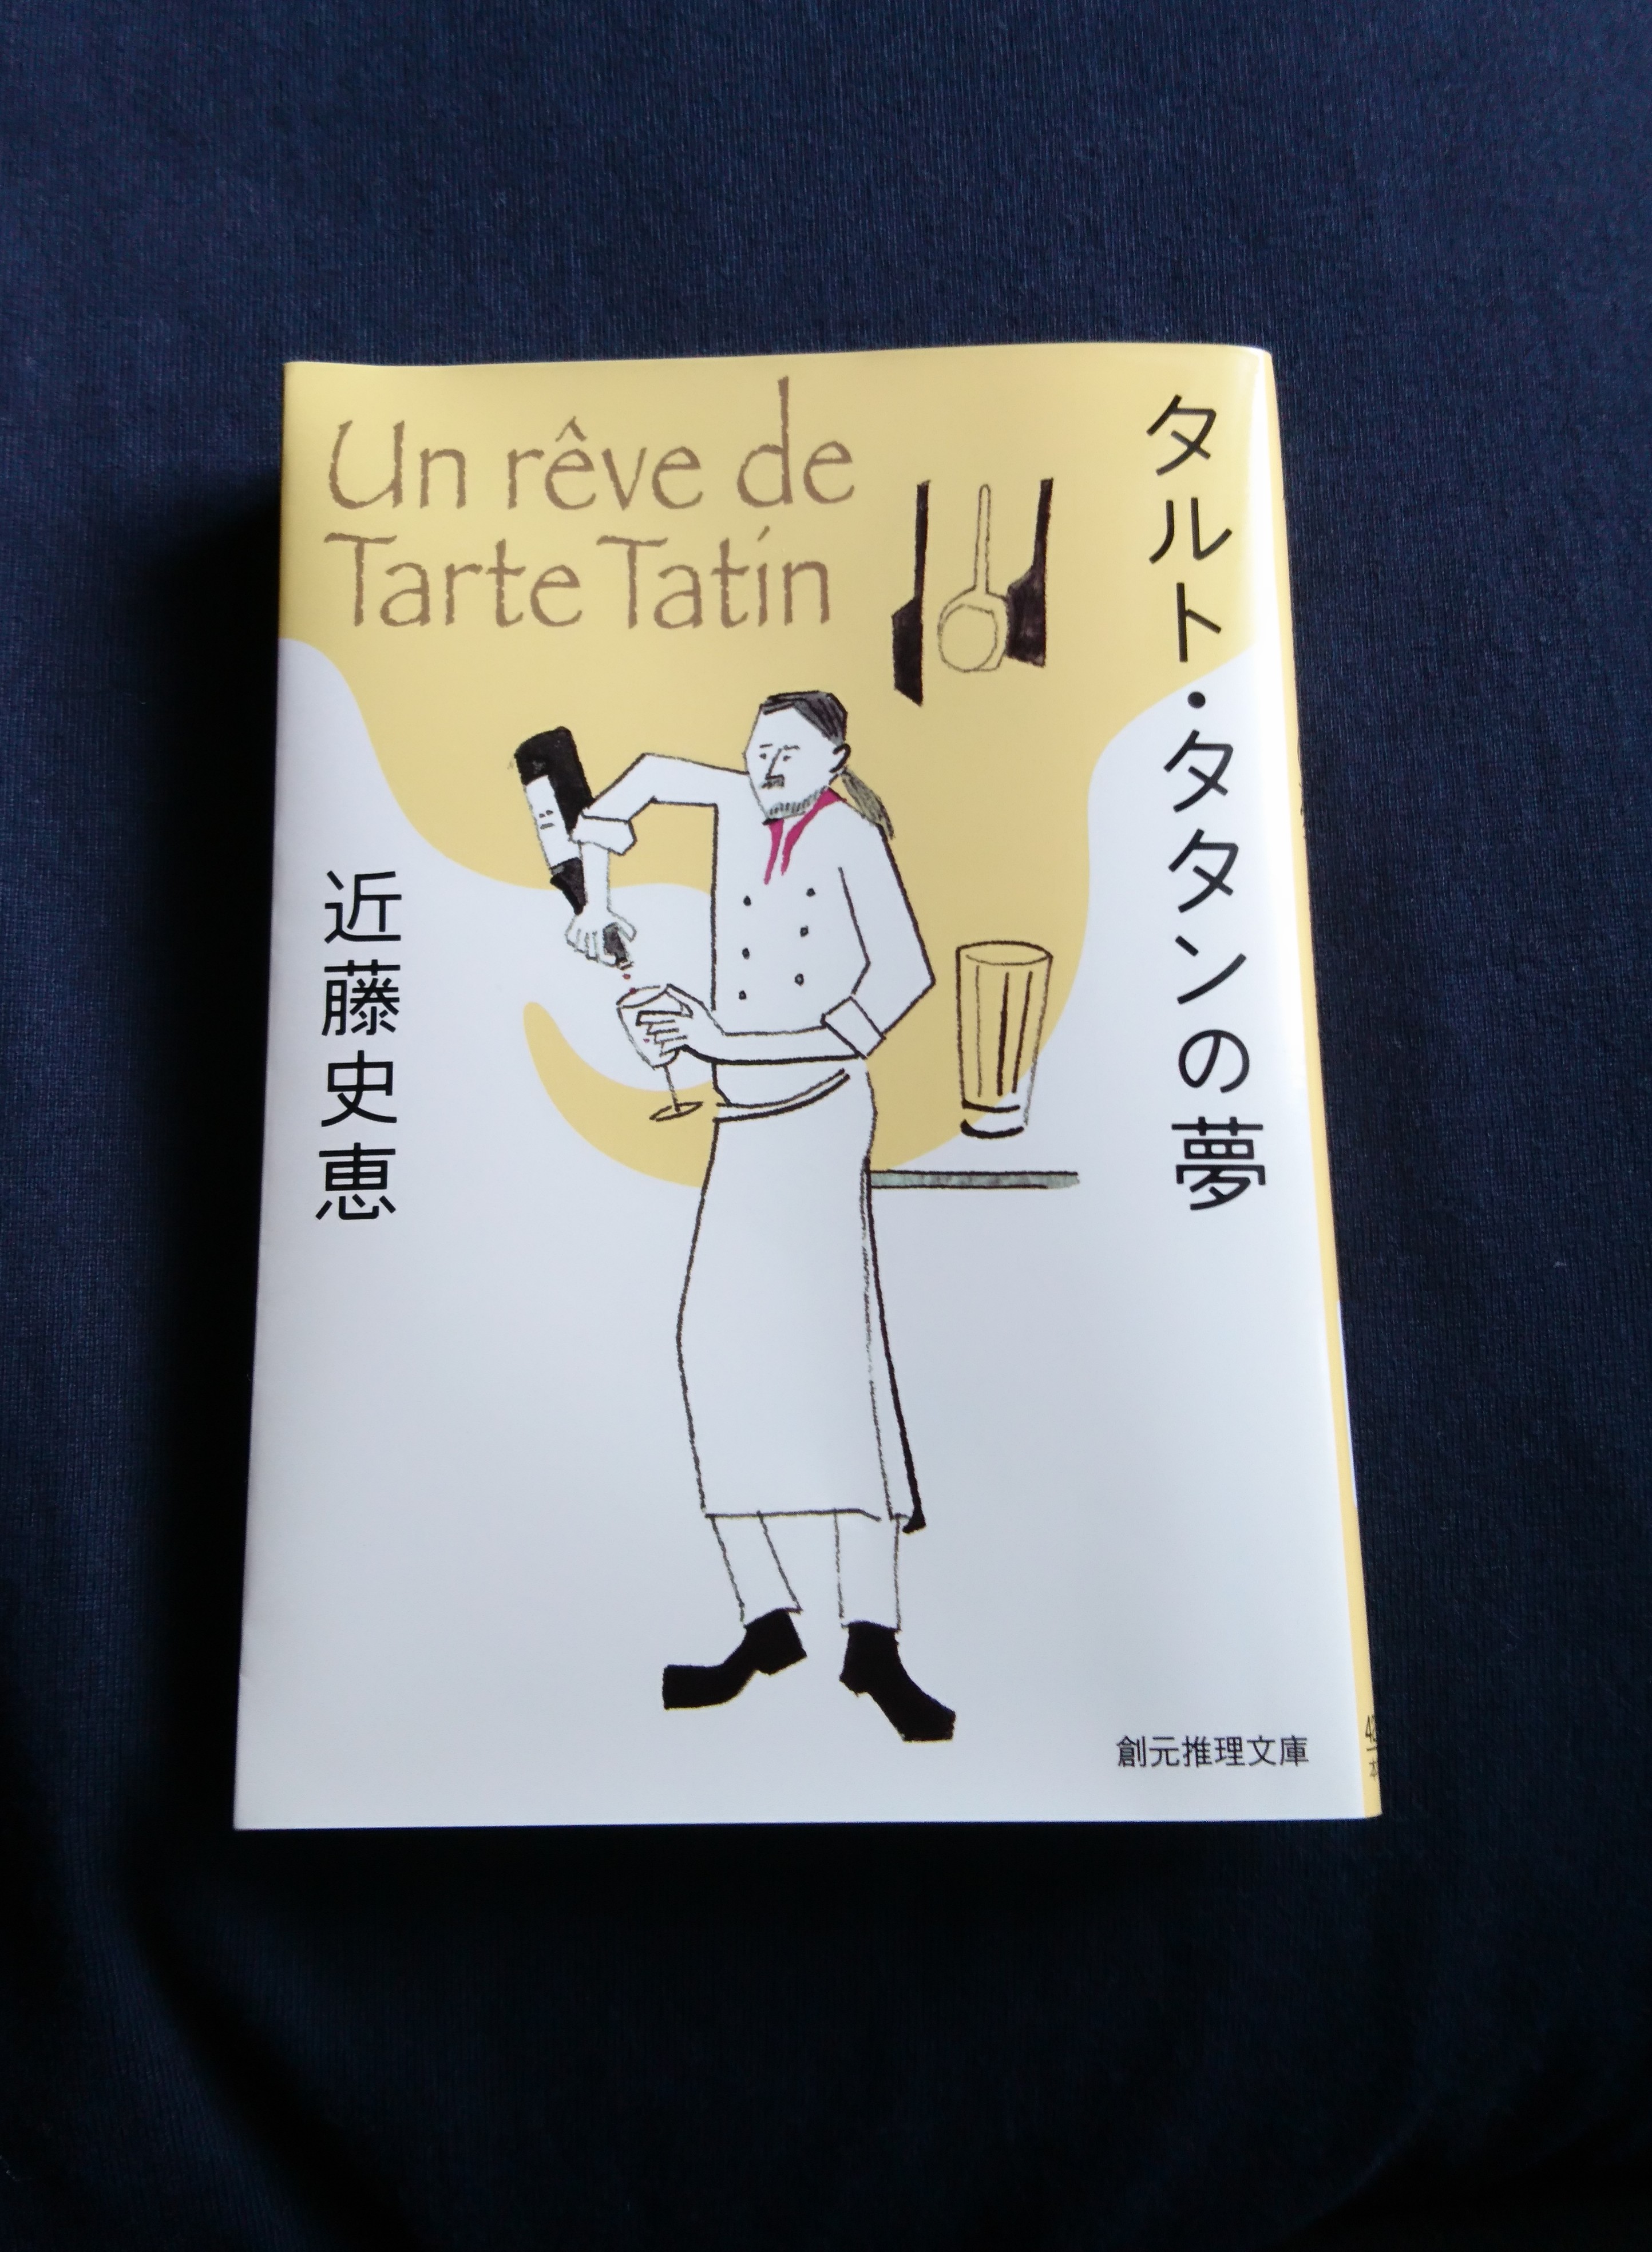 Un rêve de
Tarte Tatin
タルト・タタンの夢
近藤史恵
創元推理文庫